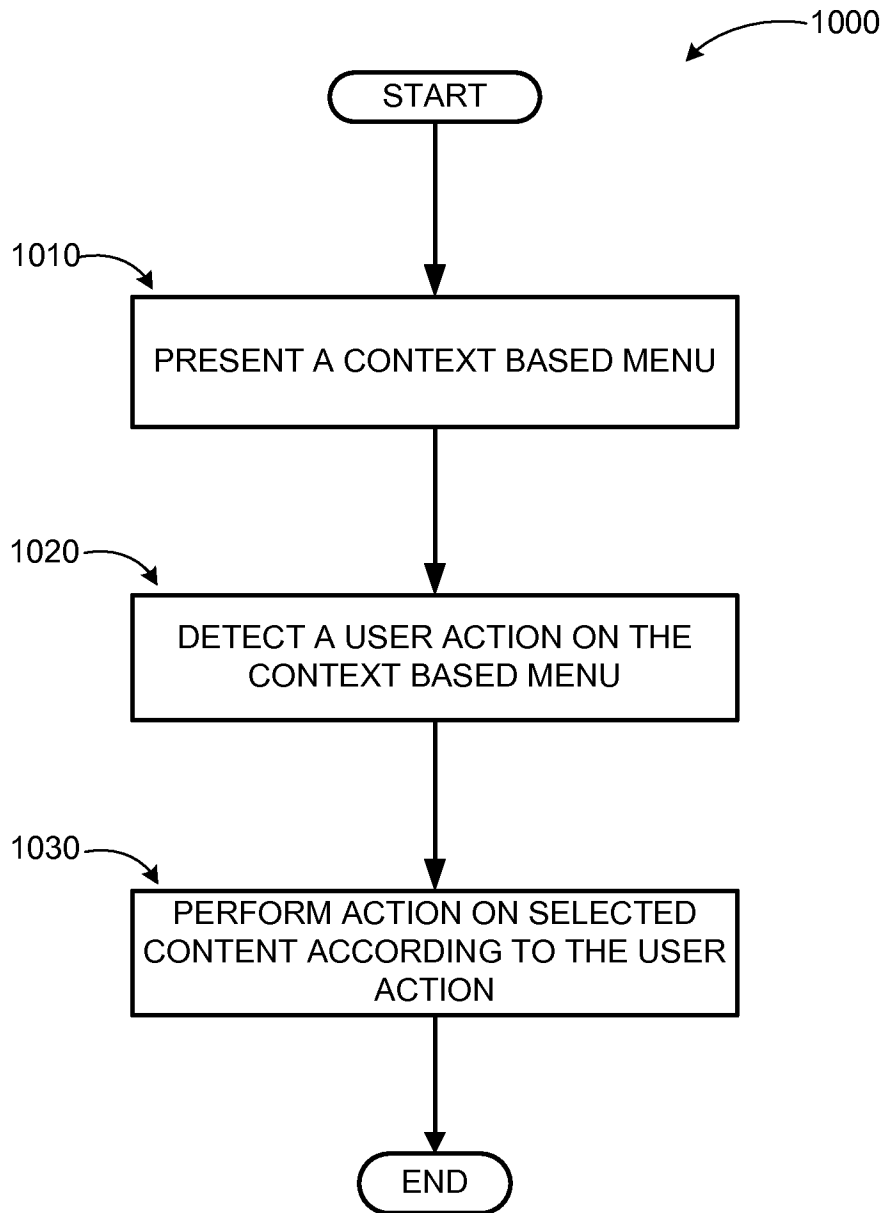 1000
START
1010
PRESENT A CONTEXT BASED MENU
1020
DETECT A USER ACTION ON THE
CONTEXT BASED MENU
1030
PERFORM ACTION ON SELECTED
CONTENT ACCORDING TO THE USER
ACTION
END